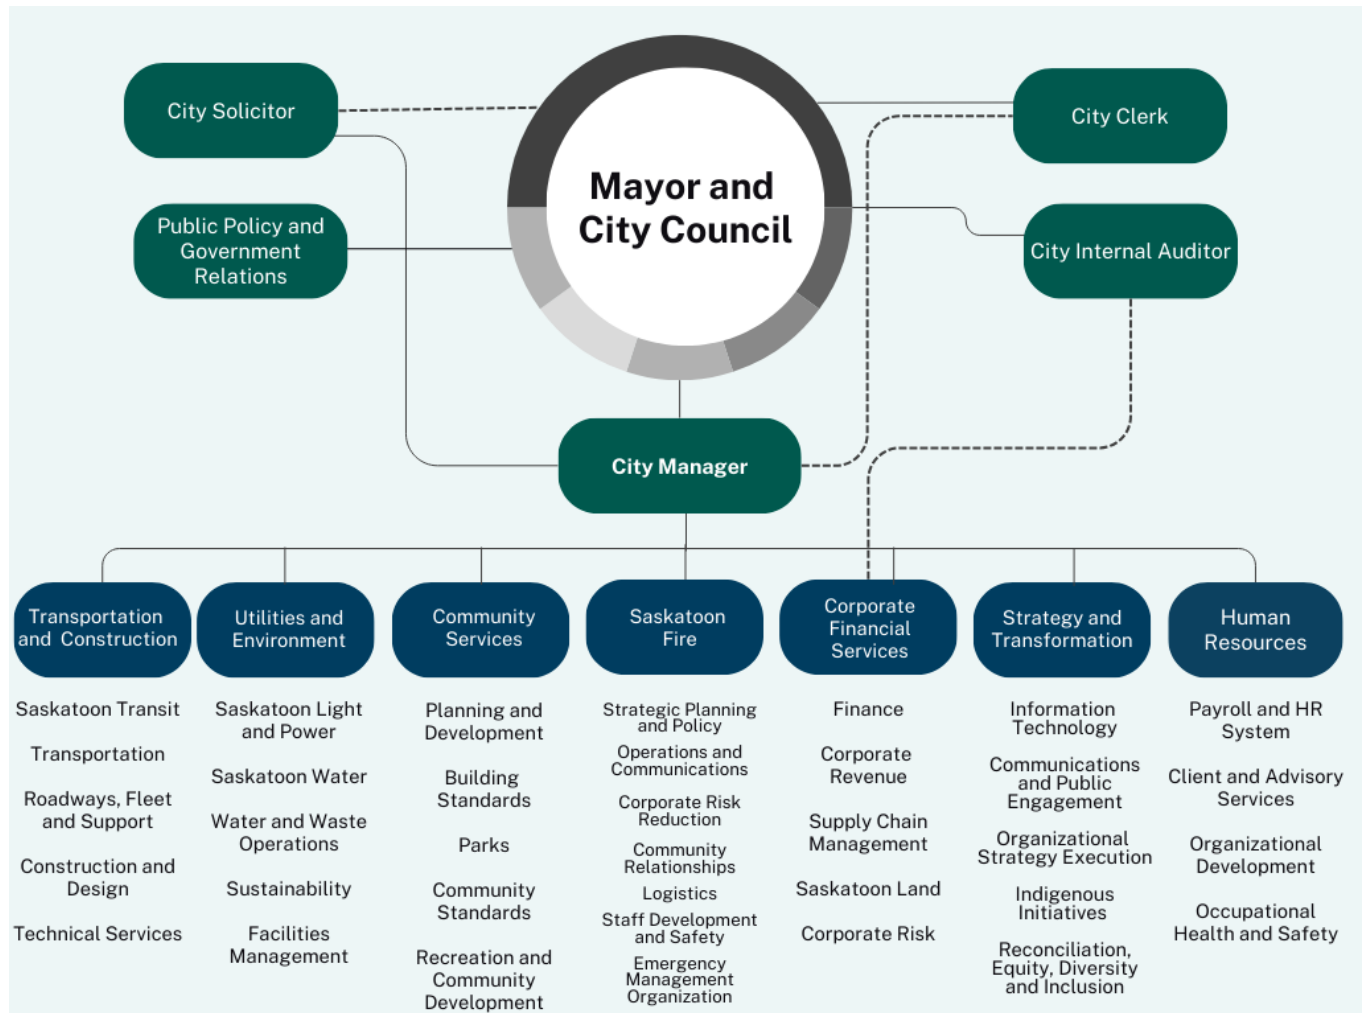 City Solicitor
Mayor and
City Council
City Clerk
Public Policy and
Government
Relations
City Internal Auditor
City Manager
Transportation
and Construction
Saskatoon Transit
Transportation
Roadways, Fleet
and Support
Construction and
Design
Technical Services
Utilities and
Environment
Saskatoon Light
and Power
Saskatoon Water
Water and Waste
Operations
Sustainability
Facilities
Management
Community
Services
Planning and
Development
Building
Standards
Parks
Community
Standards
Recreation and
Community
Development
Saskatoon
Fire
Strategic Planning
and Policy
Operations and
Communications
Corporate Risk
Reduction
Community
Relationships
Logistics
Staff Development
and Safety
Emergency
Management
Organization
Corporate
Financial
Services
Finance
Corporate
Revenue
Supply Chain
Management
Saskatoon Land
Corporate Risk
Strategy and
Transformation
Information
Technology
Communications
and Public
Engagement
Organizational
Strategy Execution
Indigenous
Initiatives
Reconciliation,
Equity, Diversity
and Inclusion
Human
Resources
Payroll and HR
System
Client and Advisory
Services
Organizational
Development
Occupational
Health and Safety